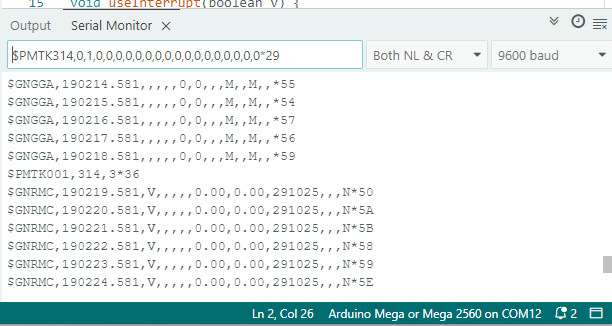 15 void useInterrupt(boolean v) {
Output Serial Monitor
$PMTK314,0,1,0,0,0,0,0,0,0,0,0,0,0,0,0,0,0,0,0*29 Both NL & CR 9600 baud
$GNGGA,190214.581,,,,,0,0,,,M,,M,,*55
$GNGGA,190215.581,,,,,0,0,,,M,,M,,*54
$GNGGA,190216.581,,,,,0,0,,,M,,M,,*57
$GNGGA,190217.581,,,,,0,0,,,M,,M,,*56
$GNGGA,190218.581,,,,,0,0,,,M,,M,,*59
$PMTK001,314,3*36
$GNRMC,190219.581,V,,,,,0.00,0.00,291025,,,N*50
$GNRMC,190220.581,V,,,,,0.00,0.00,291025,,,N*5A
$GNRMC,190221.581,V,,,,,0.00,0.00,291025,,,N*5B
$GNRMC,190222.581,V,,,,,0.00,0.00,291025,,,N*58
$GNRMC,190223.581,V,,,,,0.00,0.00,291025,,,N*59
$GNRMC,190224.581,V,,,,,0.00,0.00,291025,,,N*5E
Ln 2, Col 26 Arduino Mega or Mega 2560 on COM12 2